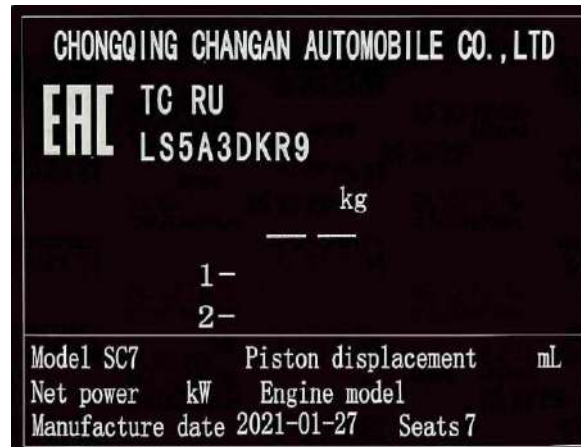 CHONGQING CHANGAN AUTOMOBILE CO.,LTD
EAC TC RU
LS5A3DKR9
kg
— —
1-
2-
Model SC7 Piston displacement mL
Net power kW Engine model
Manufacture date 2021-01-27 Seats 7